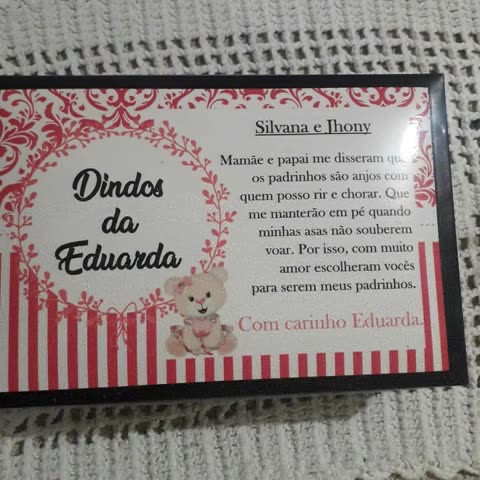 Dindos
da
Eduarda
Silvana e Jhony
Mamãe e papai me disseram que
os padrinhos são anjos com
quem posso rir e chorar. Que
me manterão em pé quando
minhas asas não souberem
voar. Por isso, com muito
amor escolheram vocês
para serem meus padrinhos.
Com carinho Eduarda.